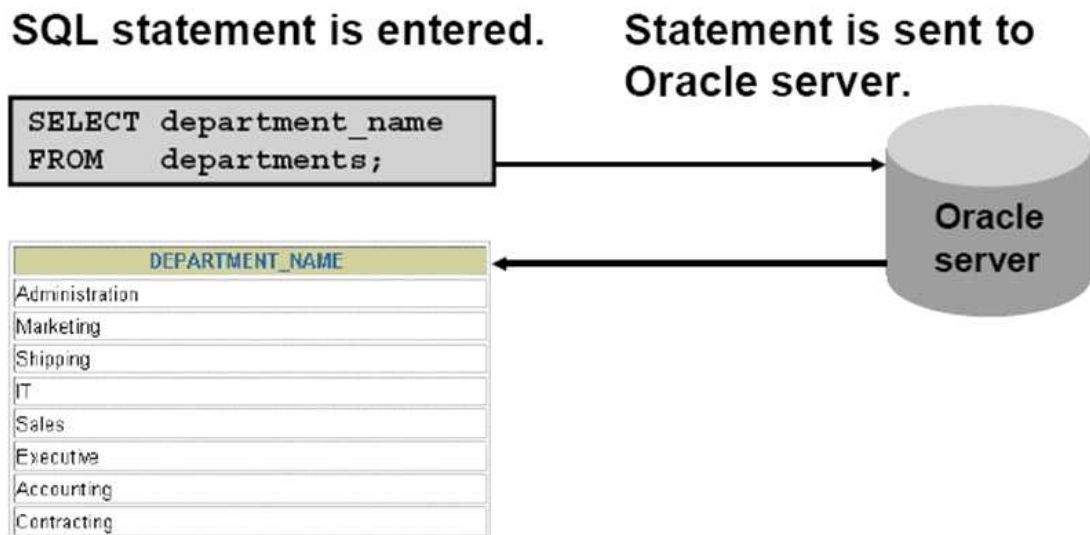 SQL statement is entered.
Statement is sent to
Oracle server.
SELECT department_name
FROM departments;
Oracle
server
DEPARTMENT_NAME
Administration
Marketing
Shipping
IT
Sales
Executive
Accounting
Contracting